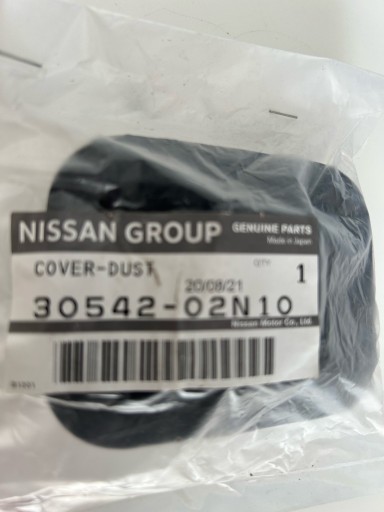 NISSAN GROUP GENUINE PARTS
Made in Japan
COVER-DUST QTY 1
20/08/21
30542-02N10
Nissan Motor Co., Ltd.